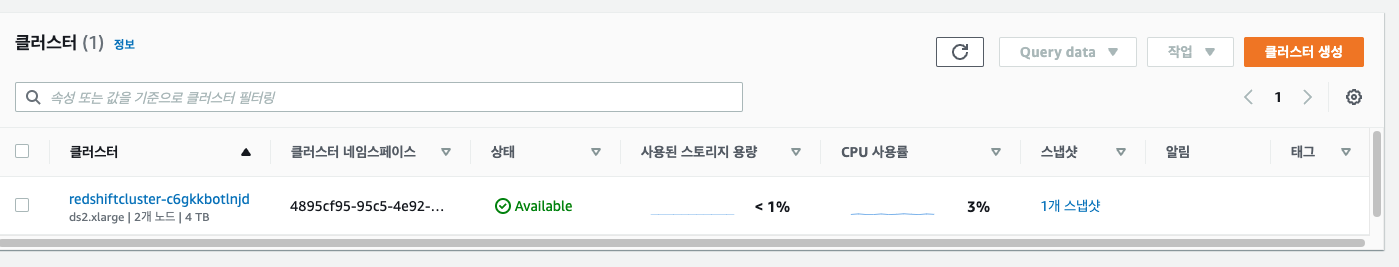 클러스터 (1) 정보
Query data 작업 클러스터 생성
속성 또는 값을 기준으로 클러스터 필터링
1
클러스터 클러스터 네임스페이스 상태 사용된 스토리지 용량 CPU 사용률 스냅샷 알림 태그
redshiftcluster-c6gkkbotlnjd 4895cf95-95c5-4e92-... Available < 1% 3% 1개 스냅샷
ds2.xlarge | 2개 노드 | 4 TB